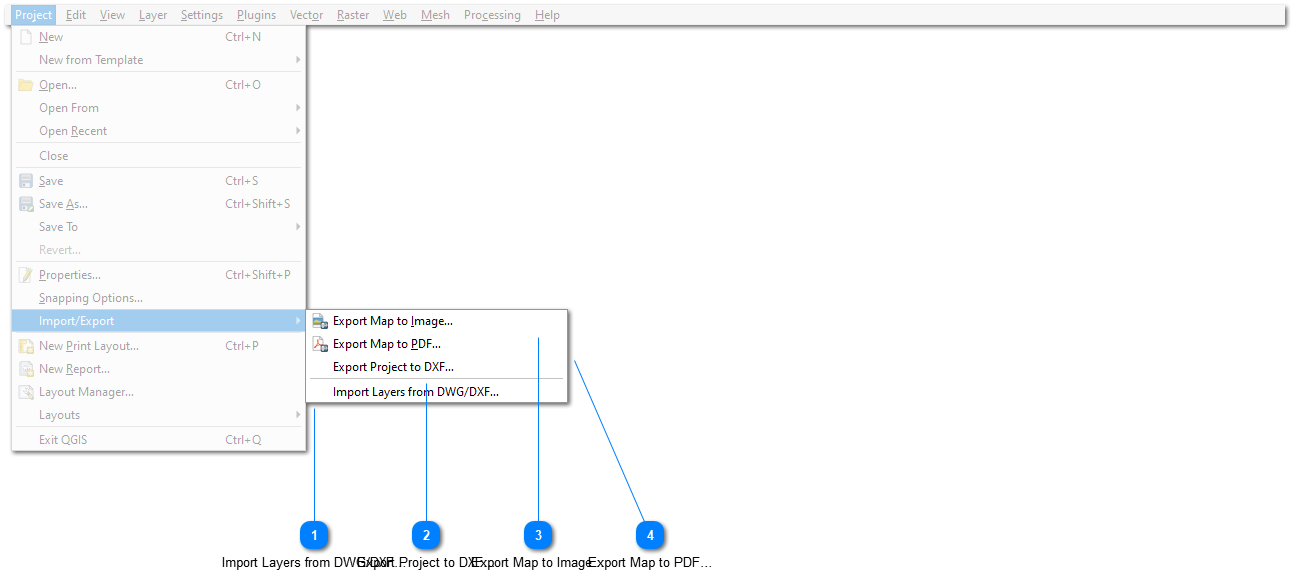 Project Edit View Layer Settings Plugins Vector Raster Web Mesh Processing Help
New Ctrl+N
New from Template
Open... Ctrl+O
Open From
Open Recent
Close
Save Ctrl+S
Save As... Ctrl+Shift+S
Save To
Revert...
Properties... Ctrl+Shift+P
Snapping Options...
Import/Export
Export Map to Image...
Export Map to PDF...
Export Project to DXF...
Import Layers from DWG/DXF...
New Print Layout... Ctrl+P
New Report...
Layout Manager...
Layouts
Exit QGIS Ctrl+Q
1 2 3 4
Import Layers from DWG/DXF... Export Project to DXF... Export Map to Image Export Map to PDF...